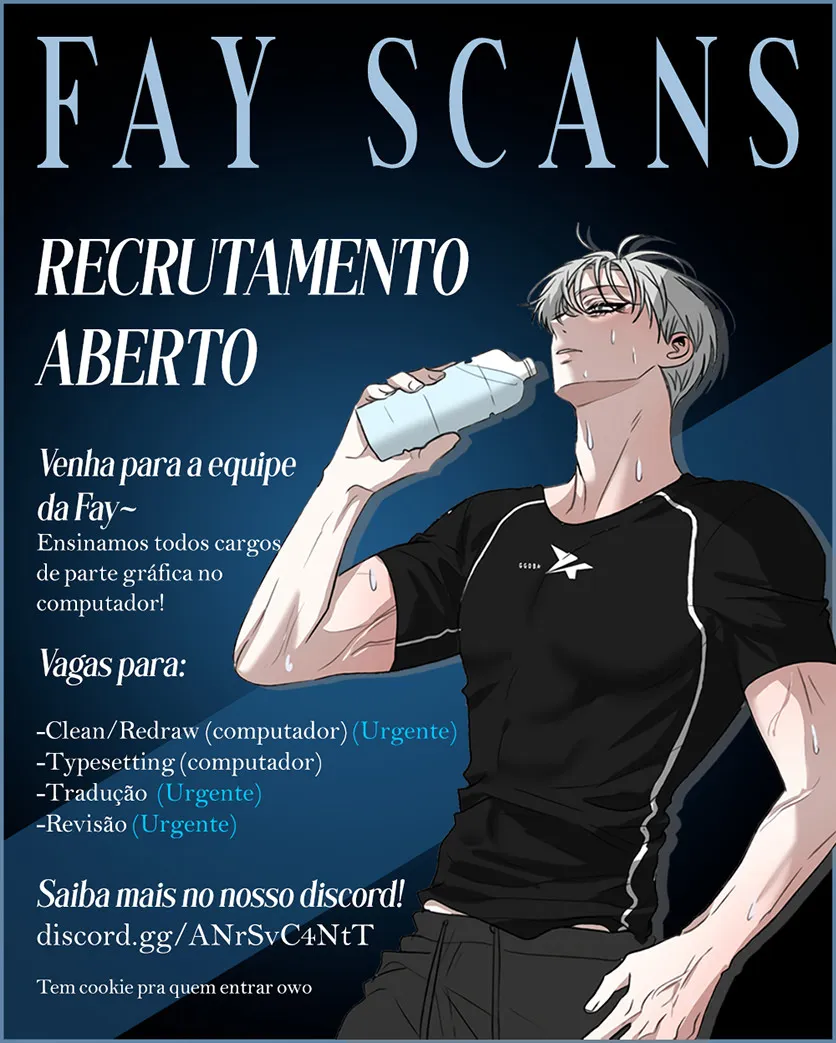 FAY SCANS
RECRUTAMENTO
ABERTO
Venha para a equipe
da Fay~
Ensinamos todos cargos
de parte gráfica no
computador!
Vagas para:
-Clean/Redraw (computador) (Urgente)
-Typesetting (computador)
-Tradução (Urgente)
-Revisão (Urgente)
Saiba mais no nosso discord!
discord.gg/ANrSvC4NtT
Tem cookie pra quem entrar owo